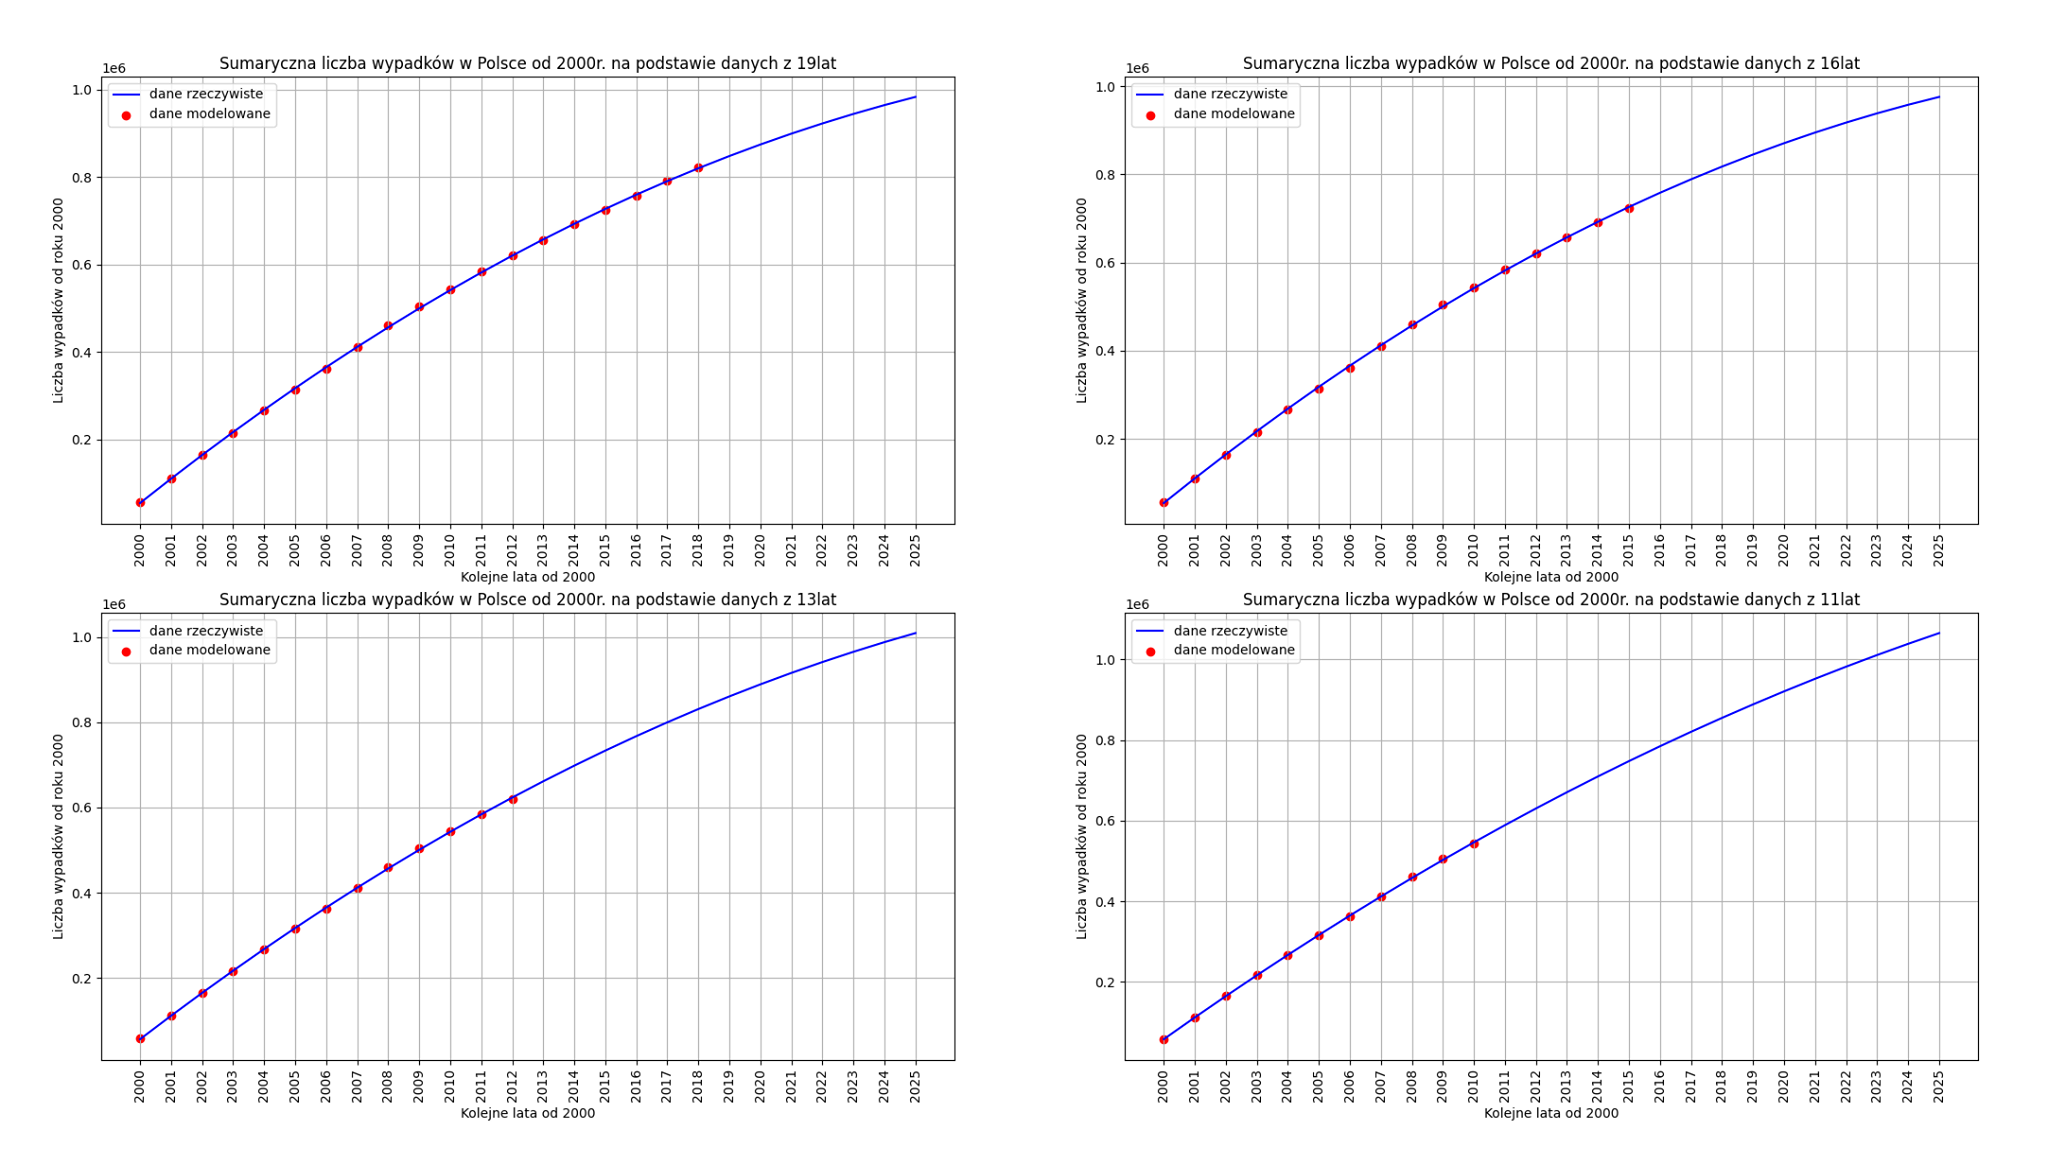 Sumaryczna liczba wypadków w Polsce od 2000r. na podstawie danych z 19lat
1e6
dane rzeczywiste
dane modelowane
1.0
0.8
0.6
0.4
0.2
Liczba wypadków od roku 2000
2000 2001 2002 2003 2004 2005 2006 2007 2008 2009 2010 2011 2012 2013 2014 2015 2016 2017 2018 2019 2020 2021 2022 2023 2024 2025
Kolejne lata od 2000
Sumaryczna liczba wypadków w Polsce od 2000r. na podstawie danych z 16lat
1e6
dane rzeczywiste
dane modelowane
1.0
0.8
0.6
0.4
0.2
Liczba wypadków od roku 2000
2000 2001 2002 2003 2004 2005 2006 2007 2008 2009 2010 2011 2012 2013 2014 2015 2016 2017 2018 2019 2020 2021 2022 2023 2024 2025
Kolejne lata od 2000
Sumaryczna liczba wypadków w Polsce od 2000r. na podstawie danych z 13lat
1e6
dane rzeczywiste
dane modelowane
1.0
0.8
0.6
0.4
0.2
Liczba wypadków od roku 2000
2000 2001 2002 2003 2004 2005 2006 2007 2008 2009 2010 2011 2012 2013 2014 2015 2016 2017 2018 2019 2020 2021 2022 2023 2024 2025
Kolejne lata od 2000
Sumaryczna liczba wypadków w Polsce od 2000r. na podstawie danych z 11lat
1e6
dane rzeczywiste
dane modelowane
1.0
0.8
0.6
0.4
0.2
Liczba wypadków od roku 2000
2000 2001 2002 2003 2004 2005 2006 2007 2008 2009 2010 2011 2012 2013 2014 2015 2016 2017 2018 2019 2020 2021 2022 2023 2024 2025
Kolejne lata od 2000